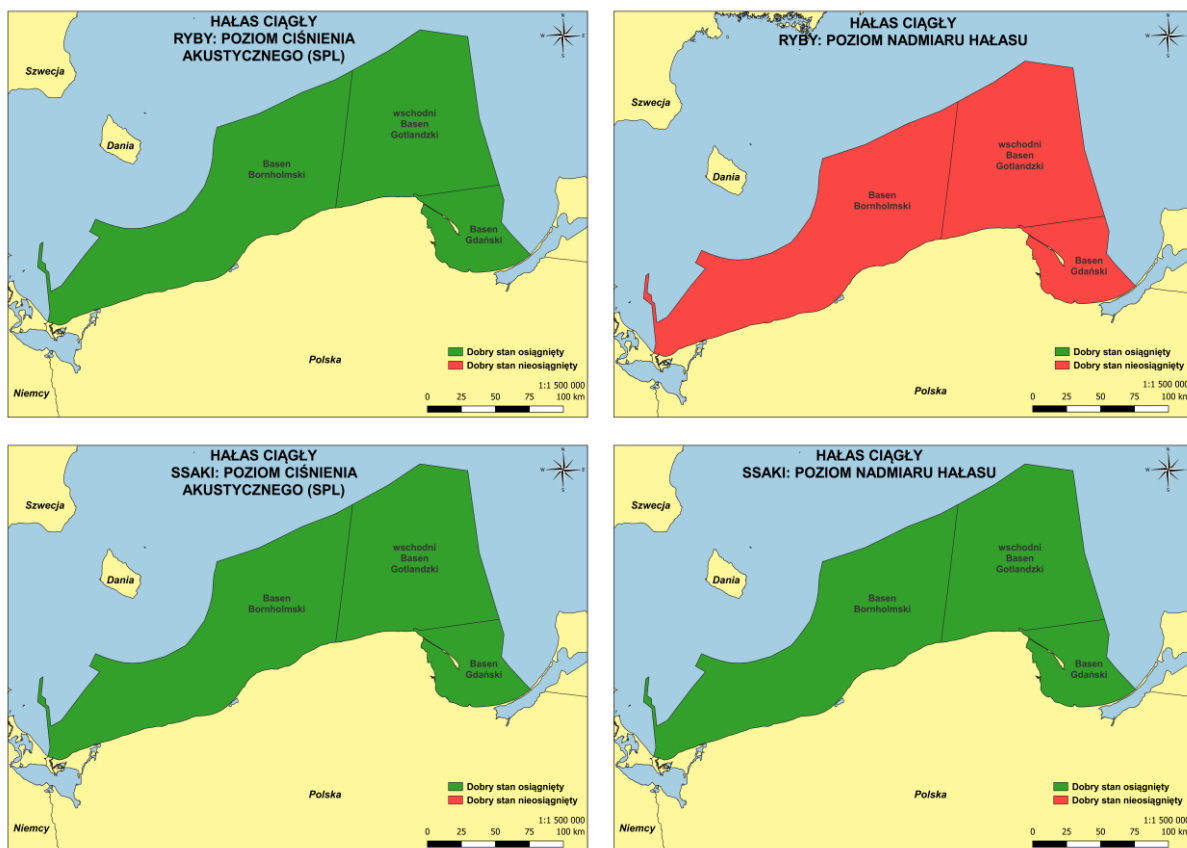 HAŁAS CIĄGŁY
RYBY: POZIOM CIŚNIENIA
AKUSTYCZNEGO (SPL)
N
W
E
S
Szwecja
Dania
wschodni
Basen
Gotlandzki
Basen
Bornholmski
Basen
Gdański
Polska
Niemcy
Dobry stan osiągnięty
Dobry stan nieosiągnięty
1:1 500 000
0 25 50 75 100 km
HAŁAS CIĄGŁY
RYBY: POZIOM NADMIARU HAŁASU
N
W
E
S
Szwecja
Dania
wschodni
Basen
Gotlandzki
Basen
Bornholmski
Basen
Gdański
Polska
Dobry stan osiągnięty
Dobry stan nieosiągnięty
1:1 500 000
0 25 50 75 100 km
HAŁAS CIĄGŁY
SSAKI: POZIOM CIŚNIENIA
AKUSTYCZNEGO (SPL)
N
W
E
S
Szwecja
Dania
wschodni
Basen
Gotlandzki
Basen
Bornholmski
Basen
Gdański
Polska
Niemcy
Dobry stan osiągnięty
Dobry stan nieosiągnięty
1:1 500 000
0 25 50 75 100 km
HAŁAS CIĄGŁY
SSAKI: POZIOM NADMIARU HAŁASU
N
W
E
S
Szwecja
Dania
wschodni
Basen
Gotlandzki
Basen
Bornholmski
Basen
Gdański
Polska
Niemcy
Dobry stan osiągnięty
Dobry stan nieosiągnięty
1:1 500 000
0 25 50 75 100 km